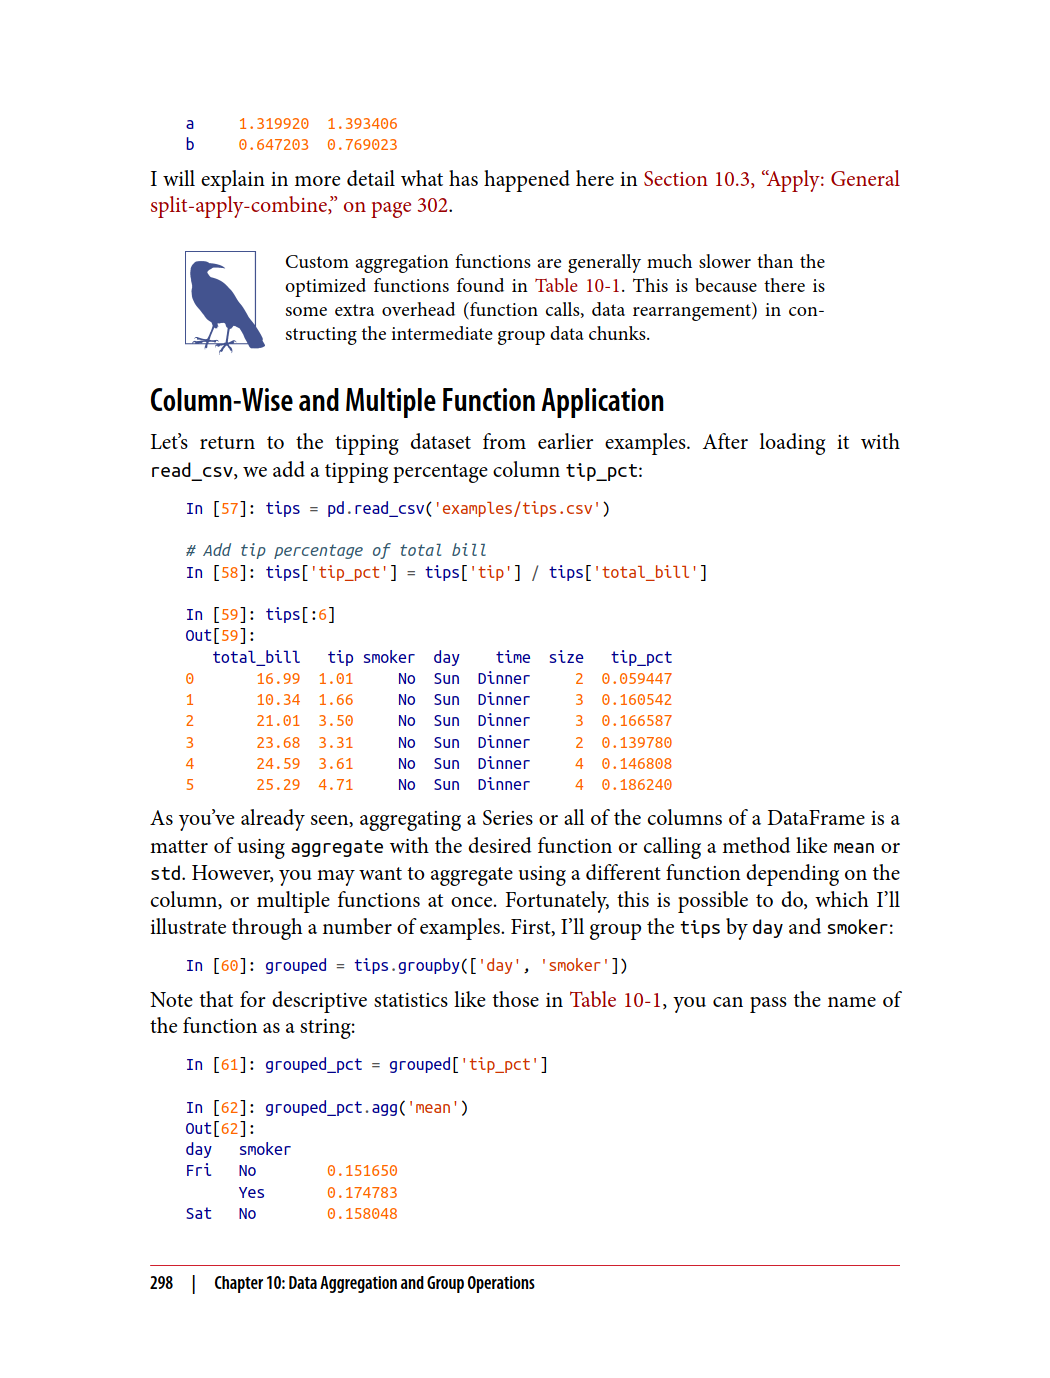 a     1.319920  1.393406
b     0.647203  0.769023
I will explain in more detail what has happened here in Section 10.3, “Apply: General
split-apply-combine,” on page 302.
Custom aggregation functions are generally much slower than the
optimized functions found in Table 10-1. This is because there is
some extra overhead (function calls, data rearrangement) in con-
structing the intermediate group data chunks.
Column-Wise and Multiple Function Application
Let’s return to the tipping dataset from earlier examples. After loading it with
read_csv, we add a tipping percentage column tip_pct:
In [57]: tips = pd.read_csv('examples/tips.csv')
# Add tip percentage of total bill
In [58]: tips['tip_pct'] = tips['tip'] / tips['total_bill']
In [59]: tips[:6]
Out[59]:
   total_bill   tip smoker  day    time  size   tip_pct
0       16.99  1.01     No  Sun  Dinner     2  0.059447
1       10.34  1.66     No  Sun  Dinner     3  0.160542
2       21.01  3.50     No  Sun  Dinner     3  0.166587
3       23.68  3.31     No  Sun  Dinner     2  0.139780
4       24.59  3.61     No  Sun  Dinner     4  0.146808
5       25.29  4.71     No  Sun  Dinner     4  0.186240
As you’ve already seen, aggregating a Series or all of the columns of a DataFrame is a
matter of using aggregate with the desired function or calling a method like mean or
std. However, you may want to aggregate using a different function depending on the
column, or multiple functions at once. Fortunately, this is possible to do, which I’ll
illustrate through a number of examples. First, I’ll group the tips by day and smoker:
In [60]: grouped = tips.groupby(['day', 'smoker'])
Note that for descriptive statistics like those in Table 10-1, you can pass the name of
the function as a string:
In [61]: grouped_pct = grouped['tip_pct']
In [62]: grouped_pct.agg('mean')
Out[62]:
day   smoker
Fri   No        0.151650
      Yes       0.174783
Sat   No        0.158048
298 | Chapter 10: Data Aggregation and Group Operations